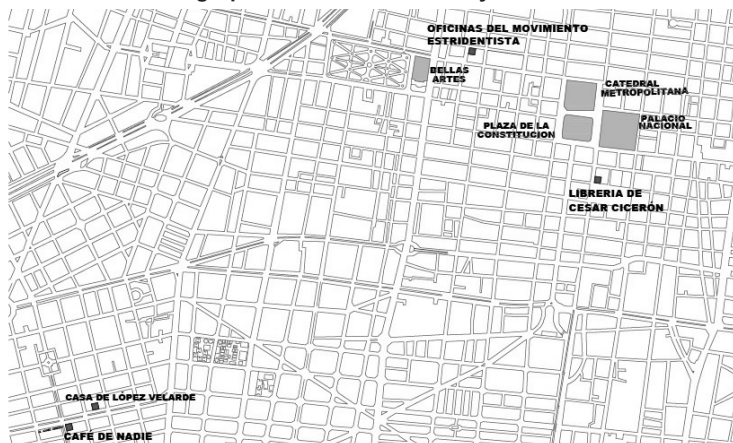 OFICINAS DEL MOVIMIENTO
ESTRIDENTISTA
BELLAS
ARTES
CATEDRAL
METROPOLITANA
PLAZA DE LA
CONSTITUCION
PALACIO
NACIONAL
LIBRERIA DE
CESAR CICERÓN
CASA DE LÓPEZ VELARDE
CAFÉ DE NADIE